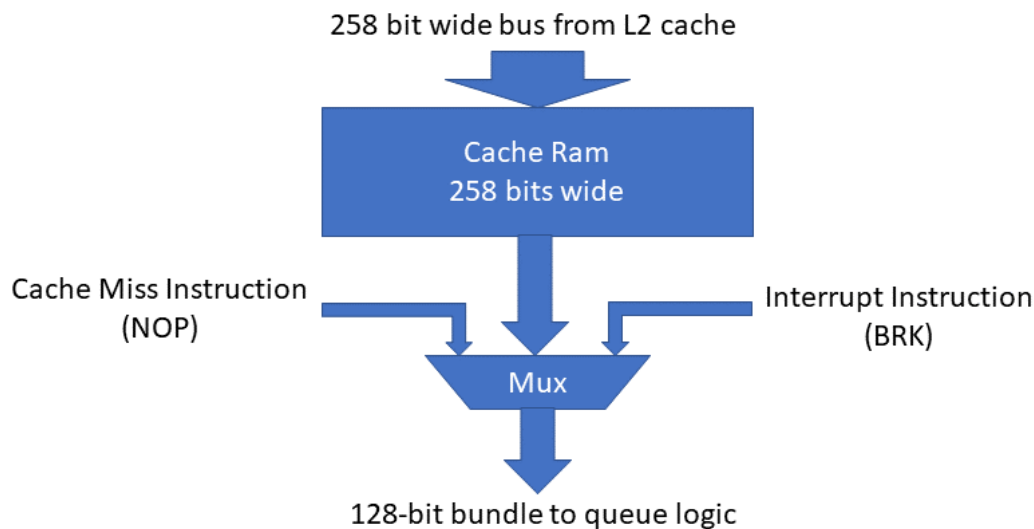 258 bit wide bus from L2 cache
Cache Ram
258 bits wide
Cache Miss Instruction
(NOP)
Interrupt Instruction
(BRK)
Mux
128-bit bundle to queue logic